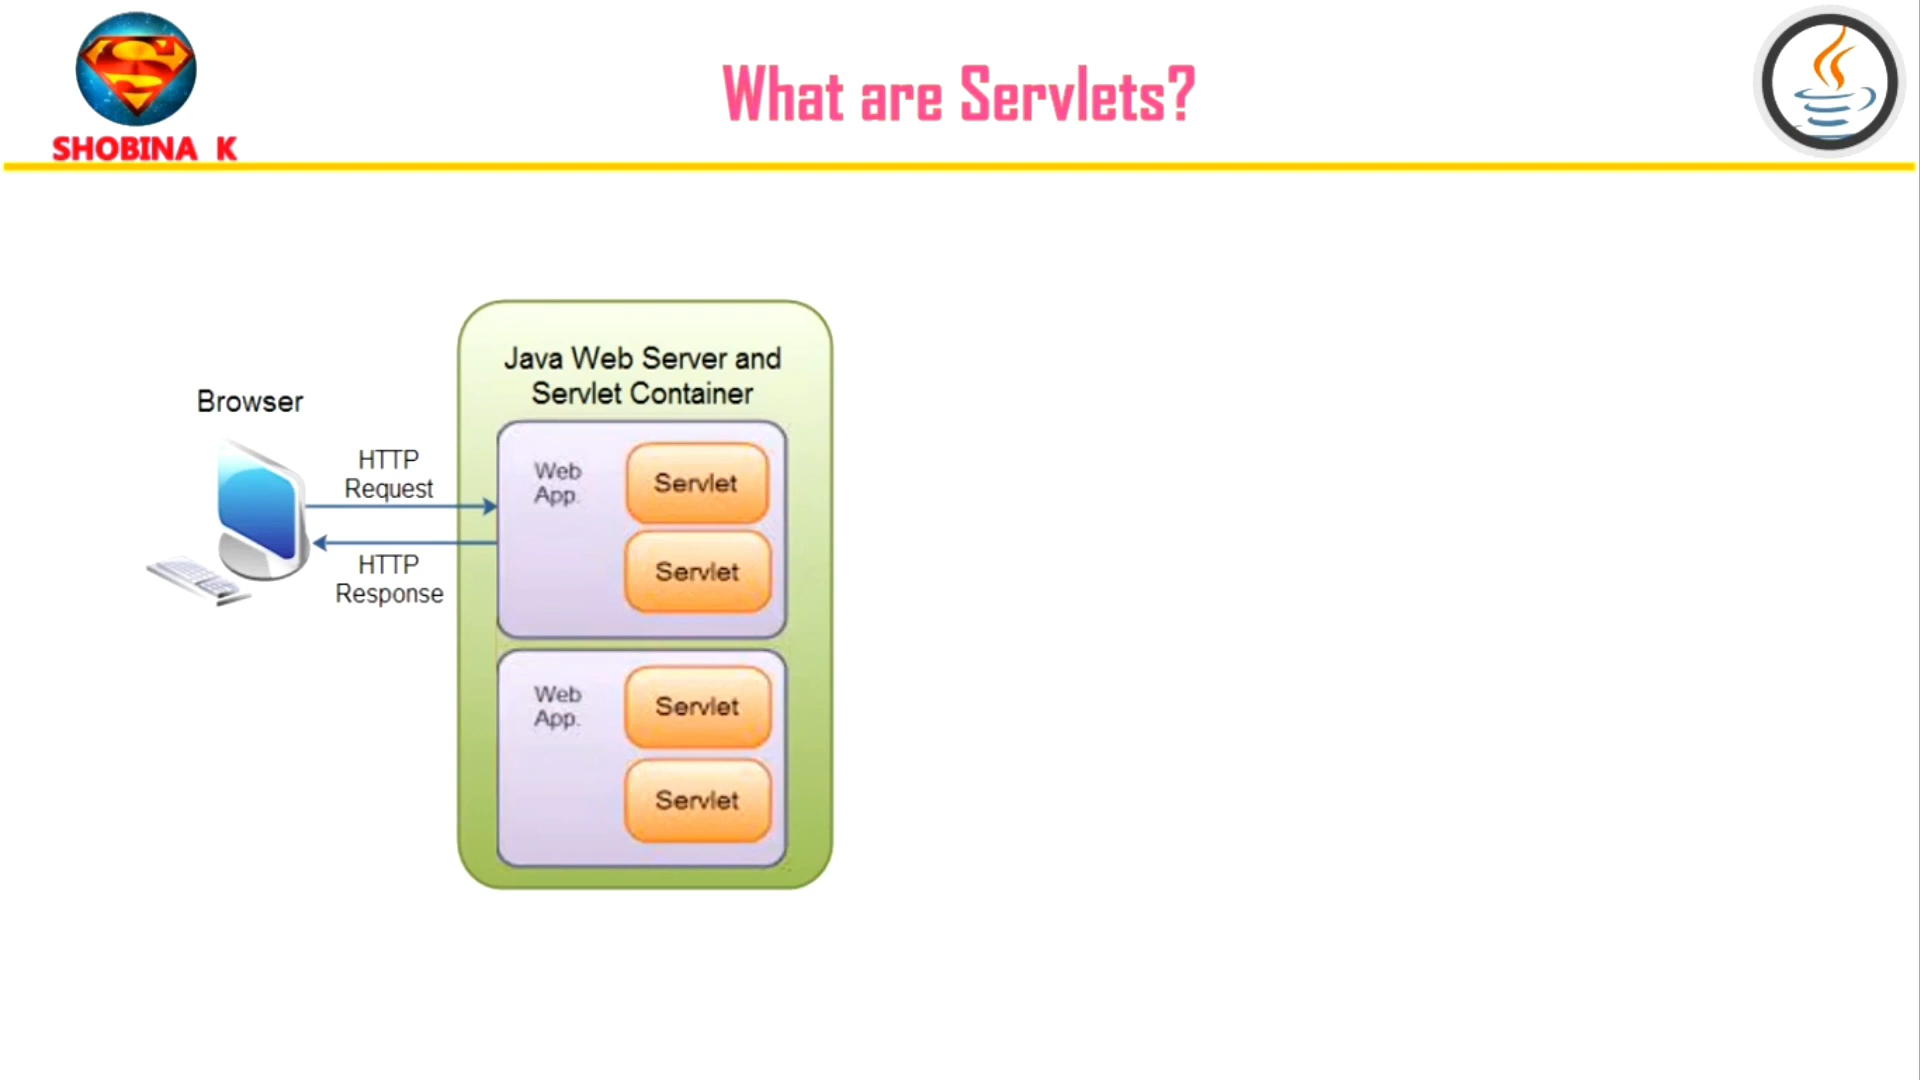 What are Servlets?
SHOBINA K
Java Web Server and
Servlet Container
Browser
HTTP
Request
HTTP
Response
Web
App.
Servlet
Servlet
Web
App.
Servlet
Servlet